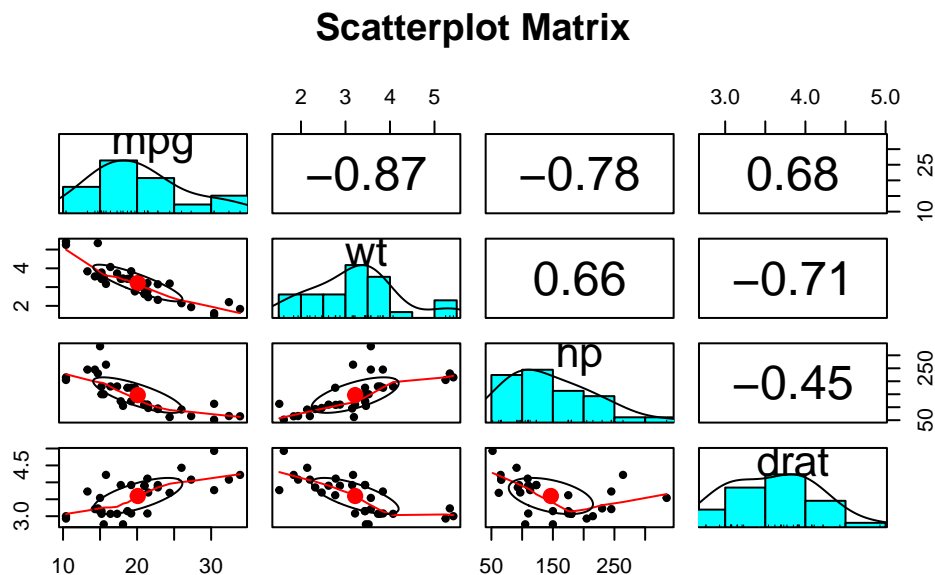 Scatterplot Matrix
2 3 4 5 3.0 4.0 5.0
mpg −0.87 −0.78 0.68
25
10
wt 0.66 −0.71
4
2
hp −0.45
250
50
drat
4.5
3.0
10 20 30 50 150 250